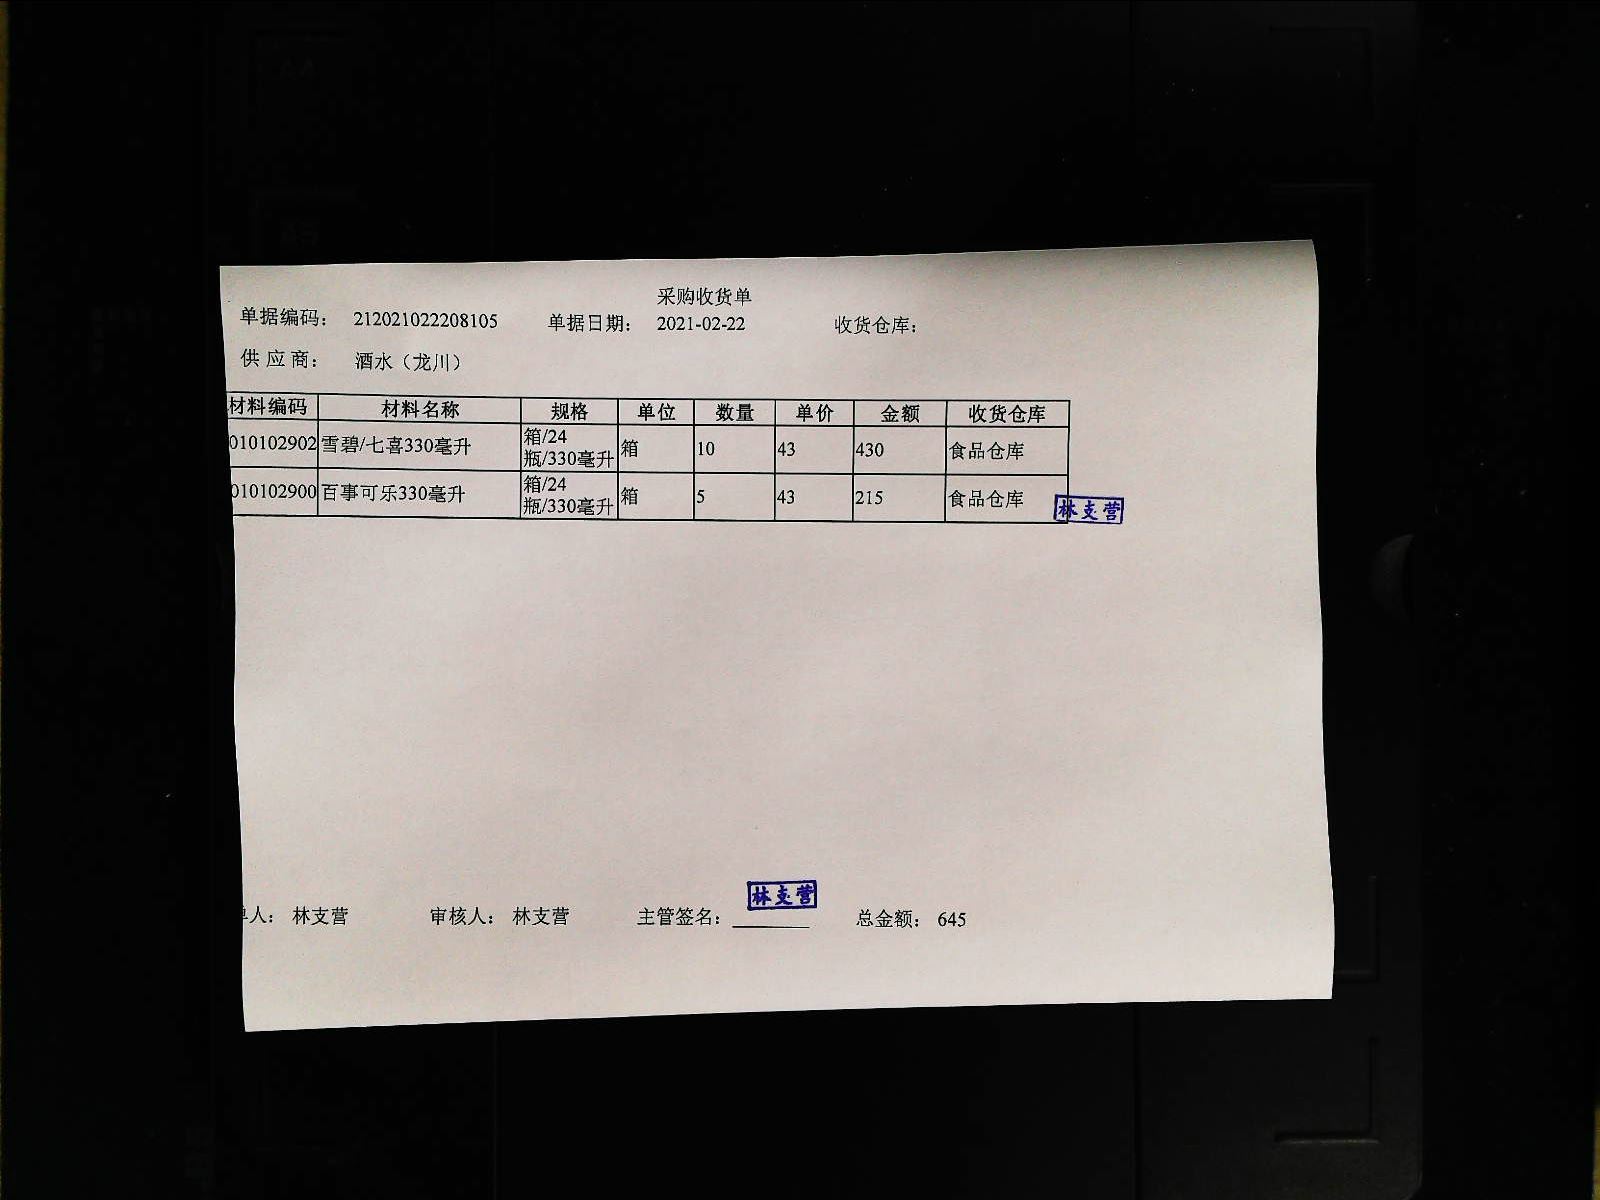 采购收货单
单据编码： 212021022208105 单据日期： 2021-02-22 收货仓库：
供 应 商： 酒水（龙川）
材料编码 材料名称 规格 单位 数量 单价 金额 收货仓库
010102902 雪碧/七喜330毫升 箱/24瓶/330毫升 箱 10 43 430 食品仓库
010102900 百事可乐330毫升 箱/24瓶/330毫升 箱 5 43 215 食品仓库
林支营
林支营
单人： 林支营 审核人： 林支营 主管签名： 总金额： 645